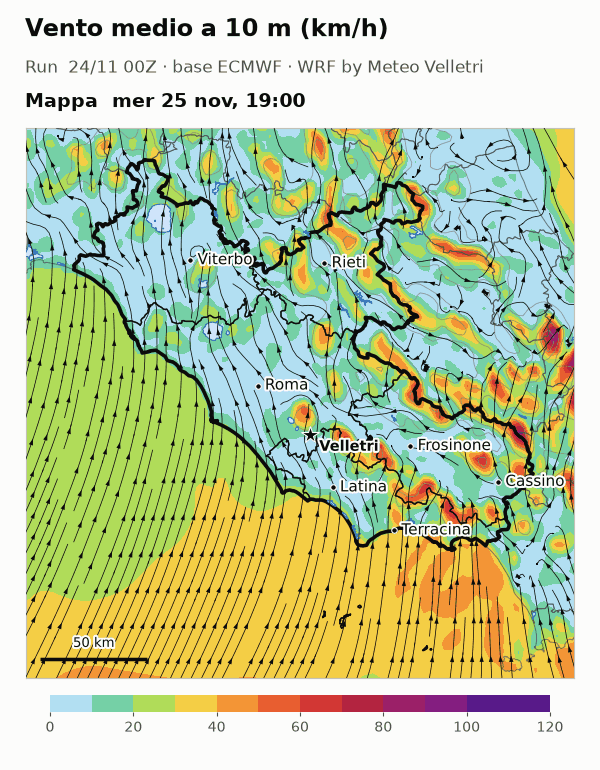 Vento medio a 10 m (km/h)
Run  24/11 00Z · base ECMWF · WRF by Meteo Velletri
Mappa  mer 25 nov, 19:00
Viterbo
Rieti
Roma
Velletri
Frosinone
Latina
Cassino
Terracina
50 km
0 20 40 60 80 100 120